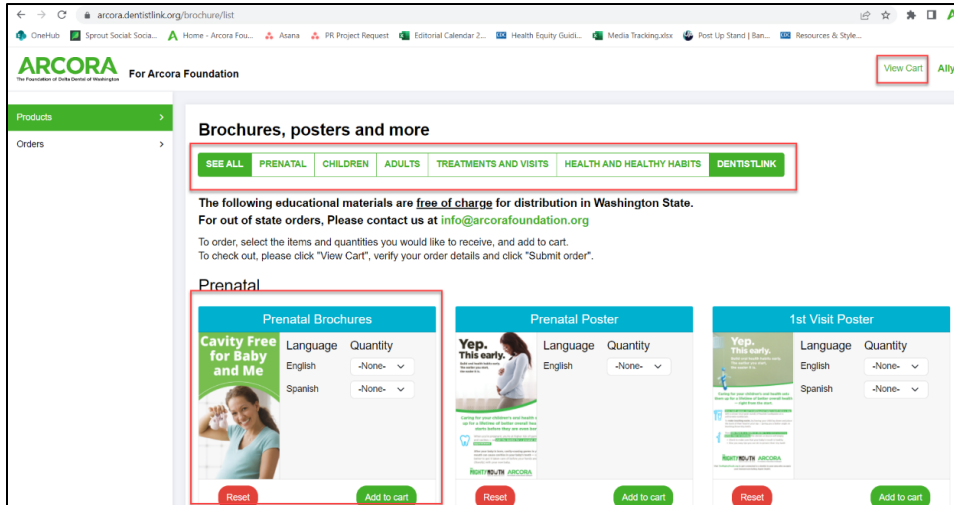 arcora.dentistlink.org/brochure/list
OneHub
Sprout Social: Socia...
Home - Arcora Fou...
Asana
PR Project Request
Editorial Calendar 2...
Health Equity Guidi...
Media Tracking.xlsx
Post Up Stand | Ban...
Resources & Style...
ARCORA
The Foundation of Delta Dental of Washington
For Arcora Foundation
View Cart
Ally
Products
Orders
Brochures, posters and more
SEE ALL PRENATAL CHILDREN ADULTS TREATMENTS AND VISITS HEALTH AND HEALTHY HABITS DENTISTLINK
The following educational materials are free of charge for distribution in Washington State.
For out of state orders, Please contact us at info@arcorafoundation.org
To order, select the items and quantities you would like to receive, and add to cart.
To check out, please click "View Cart", verify your order details and click "Submit order".
Prenatal
Prenatal Brochures
Cavity Free
for Baby
and Me
Language Quantity
English -None-
Spanish -None-
Reset Add to cart
Prenatal Poster
Yep.
This early.
Language Quantity
English -None-
MIGHTYMOUTH ARCORA
Reset Add to cart
1st Visit Poster
Yep.
This early.
Language Quantity
English -None-
Spanish -None-
MIGHTYMOUTH ARCORA
Reset Add to cart